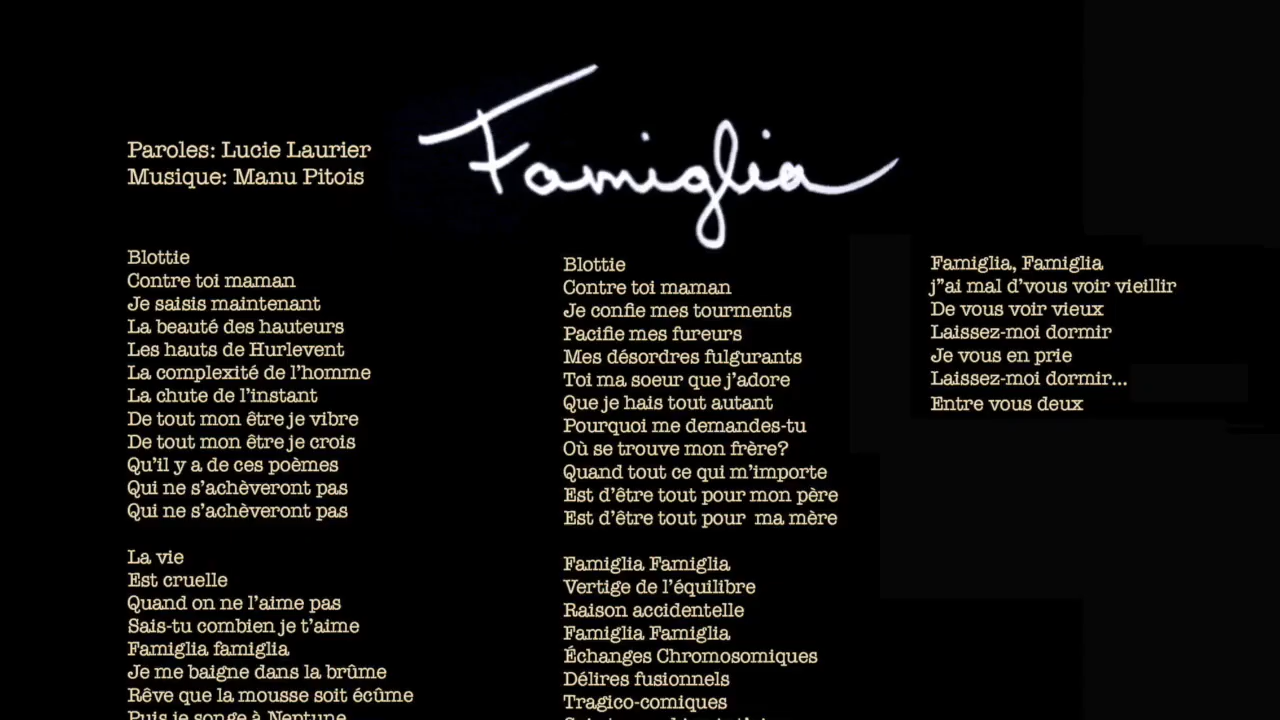 Famiglia
Paroles: Lucie Laurier
Musique: Manu Pitois
Blottie
Contre toi maman
Je saisis maintenant
La beauté des hauteurs
Les hauts de Hurlevent
La complexité de l'homme
La chute de l'instant
De tout mon être je vibre
De tout mon être je crois
Qu'il y a de ces poèmes
Qui ne s'achèveront pas
Qui ne s'achèveront pas
La vie
Est cruelle
Quand on ne l'aime pas
Sais-tu combien je t'aime
Famiglia famiglia
Je me baigne dans la brûme
Rêve que la mousse soit écûme
Puis je songe à Neptune
Blottie
Contre toi maman
Je confie mes tourments
Pacifie mes fureurs
Mes désordres fulgurants
Toi ma soeur que j'adore
Que je hais tout autant
Pourquoi me demandes-tu
Où se trouve mon frère?
Quand tout ce qui m'importe
Est d'être tout pour mon père
Est d'être tout pour ma mère
Famiglia Famiglia
Vertige de l'équilibre
Raison accidentelle
Famiglia Famiglia
Échanges Chromosomiques
Délires fusionnels
Tragico-comiques
Famiglia, Famiglia
j"ai mal d'vous voir vieillir
De vous voir vieux
Laissez-moi dormir
Je vous en prie
Laissez-moi dormir...
Entre vous deux